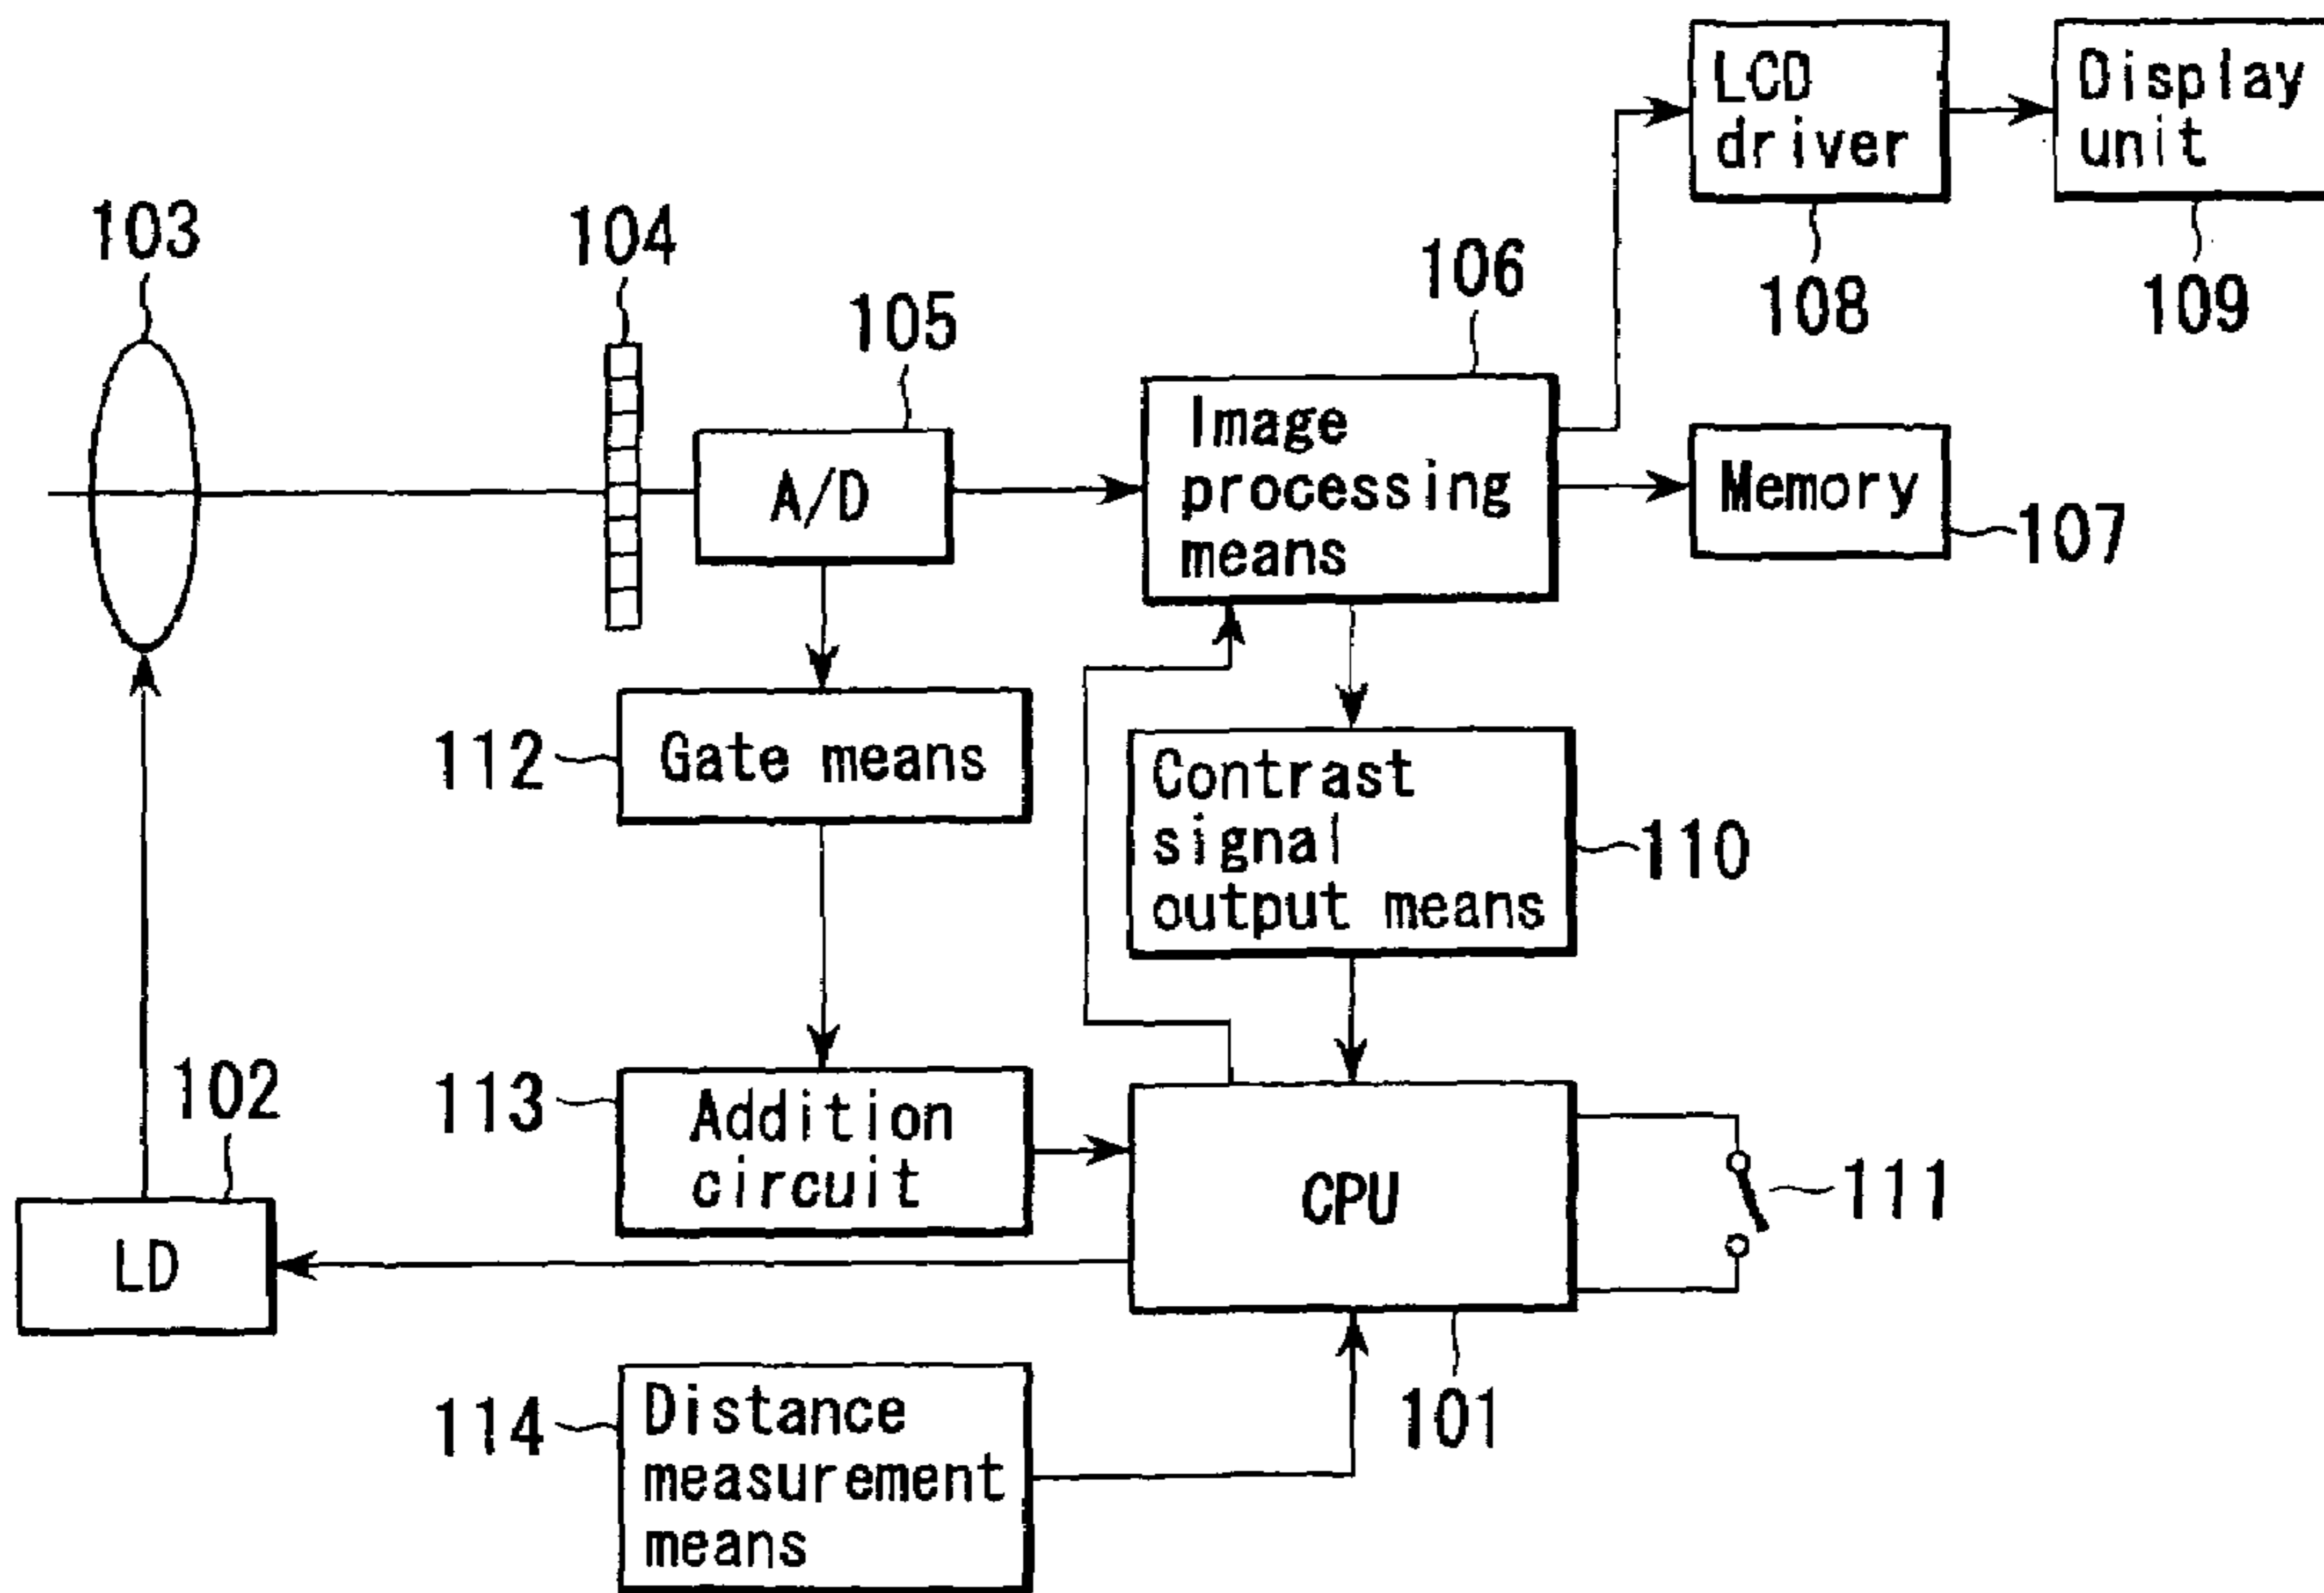 LCD
driver
Display
unit
103
104
105
106
108
109
A/D
Image
processing
means
Memory
107
112
Gate means
Contrast
signal
output means
110
102
113
Addition
circuit
CPU
111
LD
114
Distance
measurement
means
101